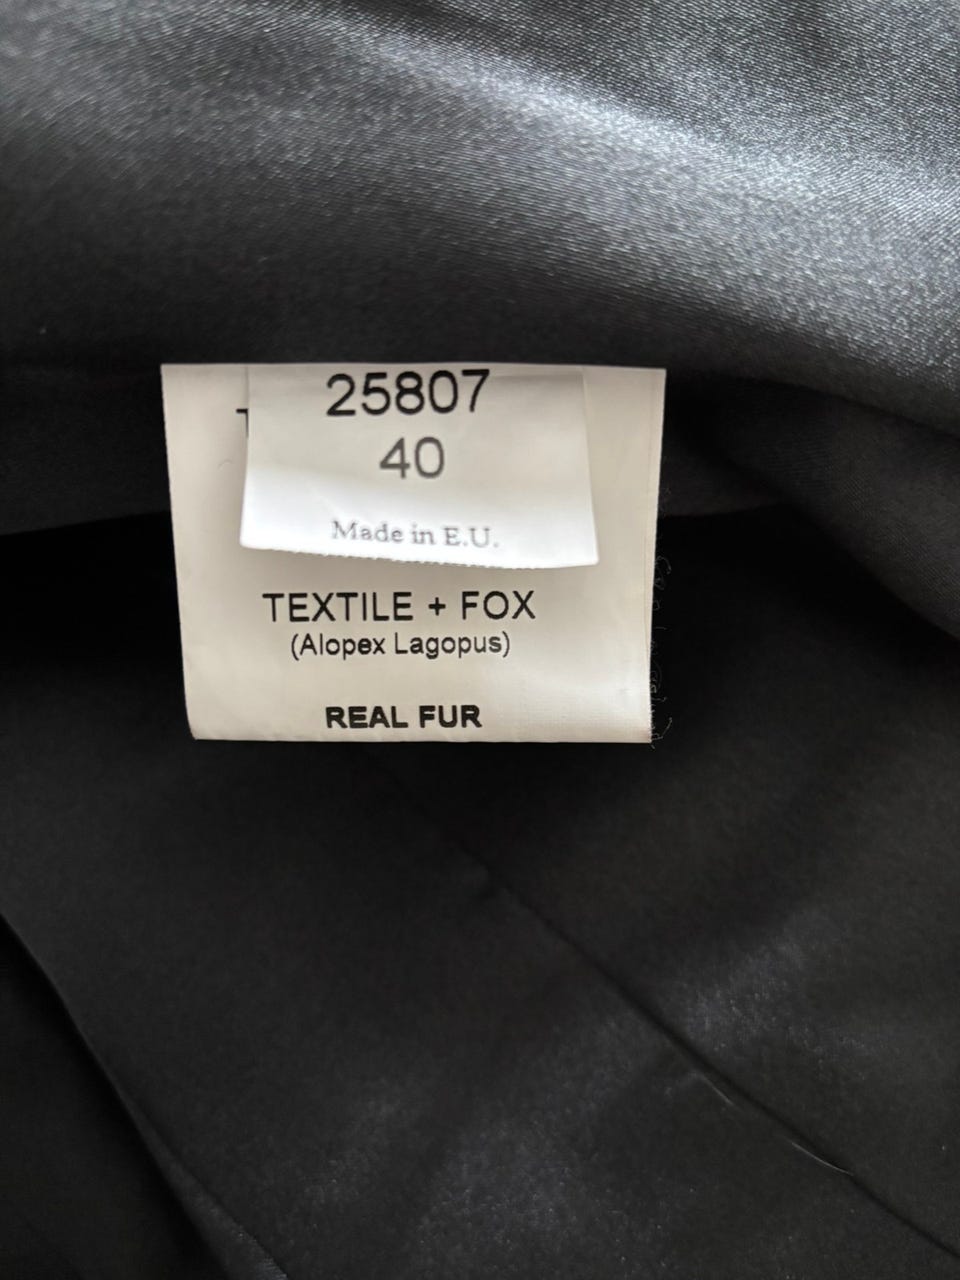 25807
40
Made in E.U.
TEXTILE + FOX
(Alopex Lagopus)
REAL FUR